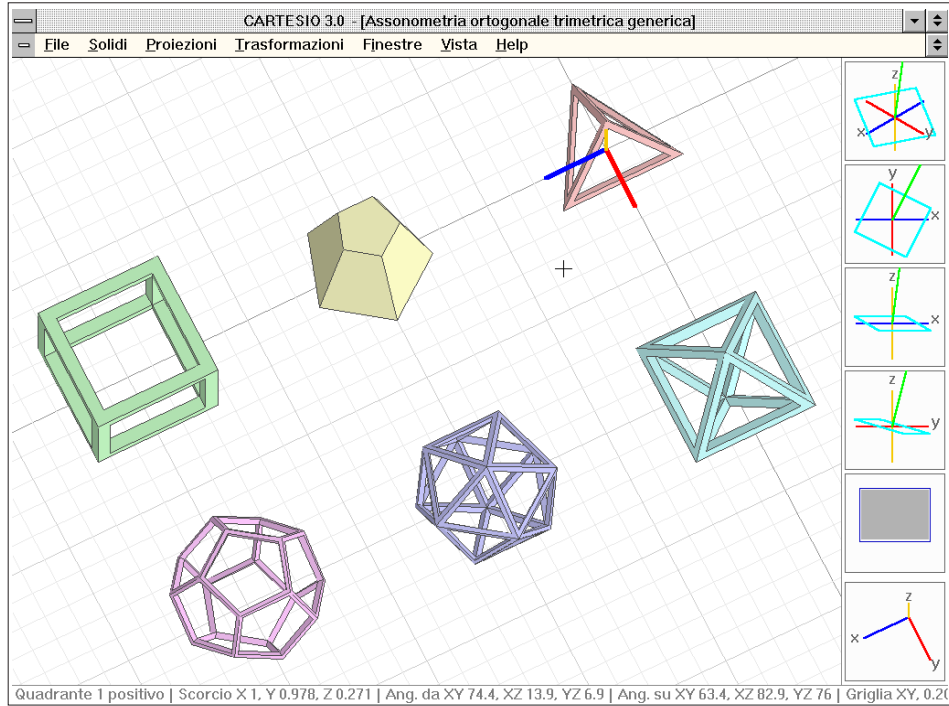 CARTESIO 3.0 - [Assonometria ortogonale trimetrica generica]
File Solidi Proiezioni Trasformazioni Finestre Vista Help
z
x y
y
x
z
x
z
y
z
x
y
Quadrante 1 positivo | Scorcio X 1, Y 0.978, Z 0.271 | Ang. da XY 74.4, XZ 13.9, YZ 6.9 | Ang. su XY 63.4, XZ 82.9, YZ 76 | Griglia XY, 0.20